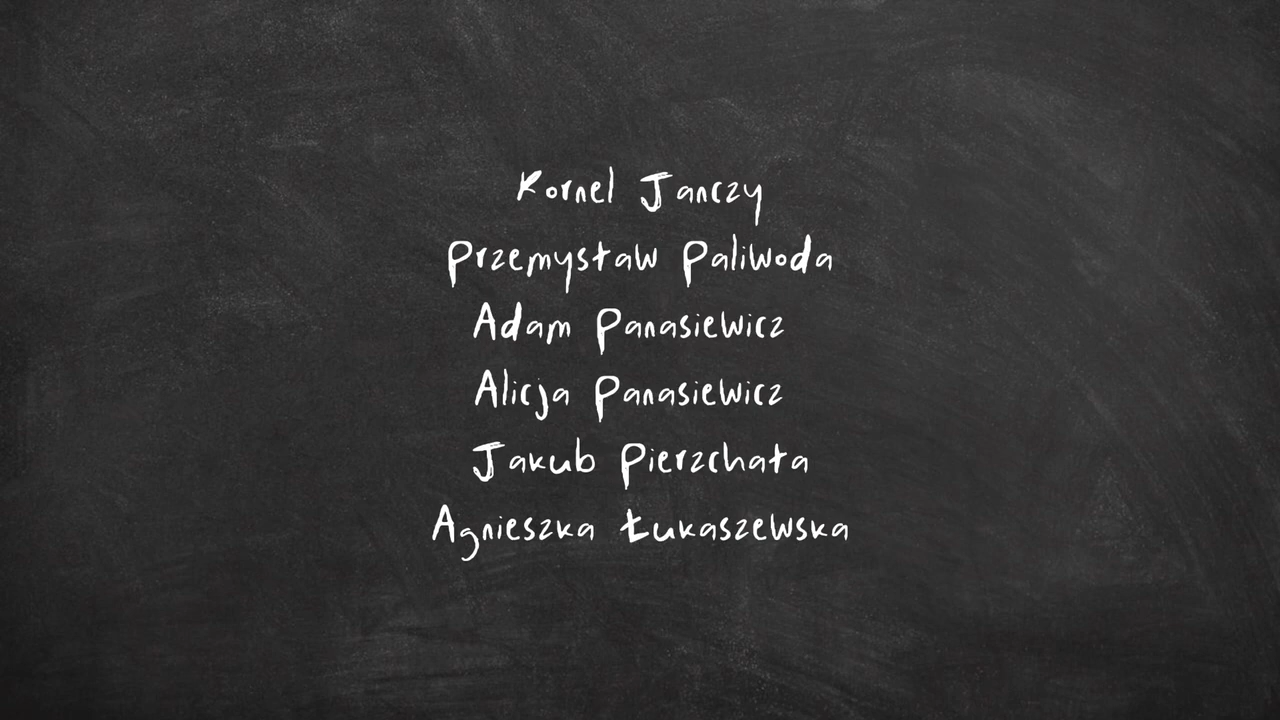 Kornel Janczy
Przemysław Paliwoda
Adam Panasiewicz
Alicja Panasiewicz
Jakub Pierzchała
Agnieszka Łukaszewska